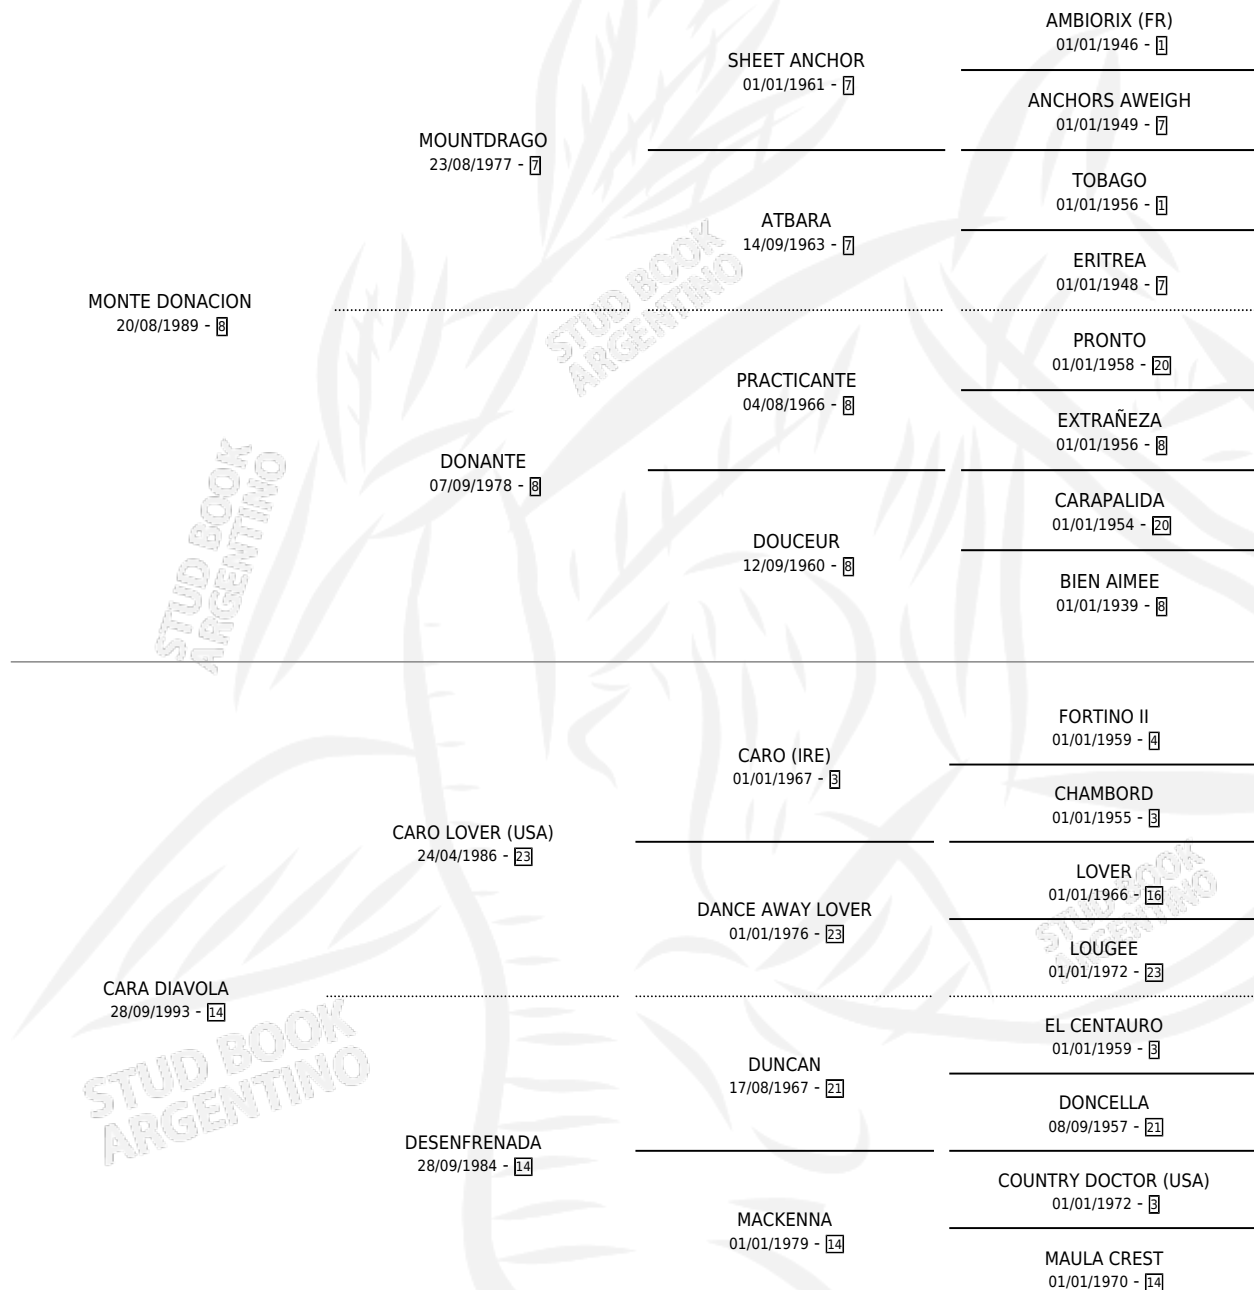 AMBIORIX (FR)
01/01/1946 - 1
SHEET ANCHOR
01/01/1961 - 7
ANCHORS AWEIGH
01/01/1949 - 7
MOUNTDRAGO
23/08/1977 - 7
TOBAGO
01/01/1956 - 1
ATBARA
14/09/1963 - 7
ERITREA
01/01/1948 - 7
MONTE DONACION
20/08/1989 - 8
PRONTO
01/01/1958 - 20
PRACTICANTE
04/08/1966 - 8
EXTRAÑEZA
01/01/1956 - 8
DONANTE
07/09/1978 - 8
CARAPALIDA
01/01/1954 - 20
DOUCEUR
12/09/1960 - 8
BIEN AIMEE
01/01/1939 - 8
STUD BOOK
ARGENTINO
STUD BOOK
ARGENTINO
FORTINO II
01/01/1959 - 4
CARO (IRE)
01/01/1967 - 3
CHAMBORD
01/01/1955 - 3
CARO LOVER (USA)
24/04/1986 - 23
LOVER
01/01/1966 - 16
DANCE AWAY LOVER
01/01/1976 - 23
LOUGEE
01/01/1972 - 23
STUD BOOK
ARGENTINO
CARA DIAVOLA
28/09/1993 - 14
EL CENTAURO
01/01/1959 - 3
DUNCAN
17/08/1967 - 21
DONCELLA
08/09/1957 - 21
STUD BOOK
ARGENTINO
DESENFRENADA
28/09/1984 - 14
COUNTRY DOCTOR (USA)
01/01/1972 - 3
MACKENNA
01/01/1979 - 14
MAULA CREST
01/01/1970 - 14